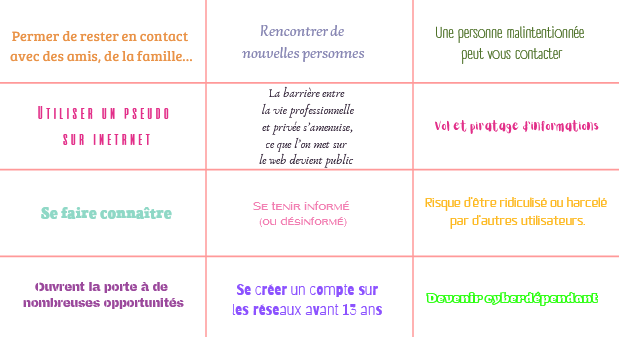 Permer de rester en contact
avec des amis, de la famille...
Rencontrer de
nouvelles personnes
Une personne malintentionnée
peut vous contacter
Utiliser un pseudo
sur inetrnet
La barrière entre
la vie professionnelle
et privée s'amenuise,
ce que l'on met sur
le web devient public
Vol et piratage d'informations
Se faire connaître
Se tenir informé
(ou désinformé)
Risque d'être ridiculisé ou harcelé
par d'autres utilisateurs.
Ouvrent la porte à de
nombreuses opportunités
Se créer un compte sur
les réseaux avant 13 ans
Devenir cyberdépendant